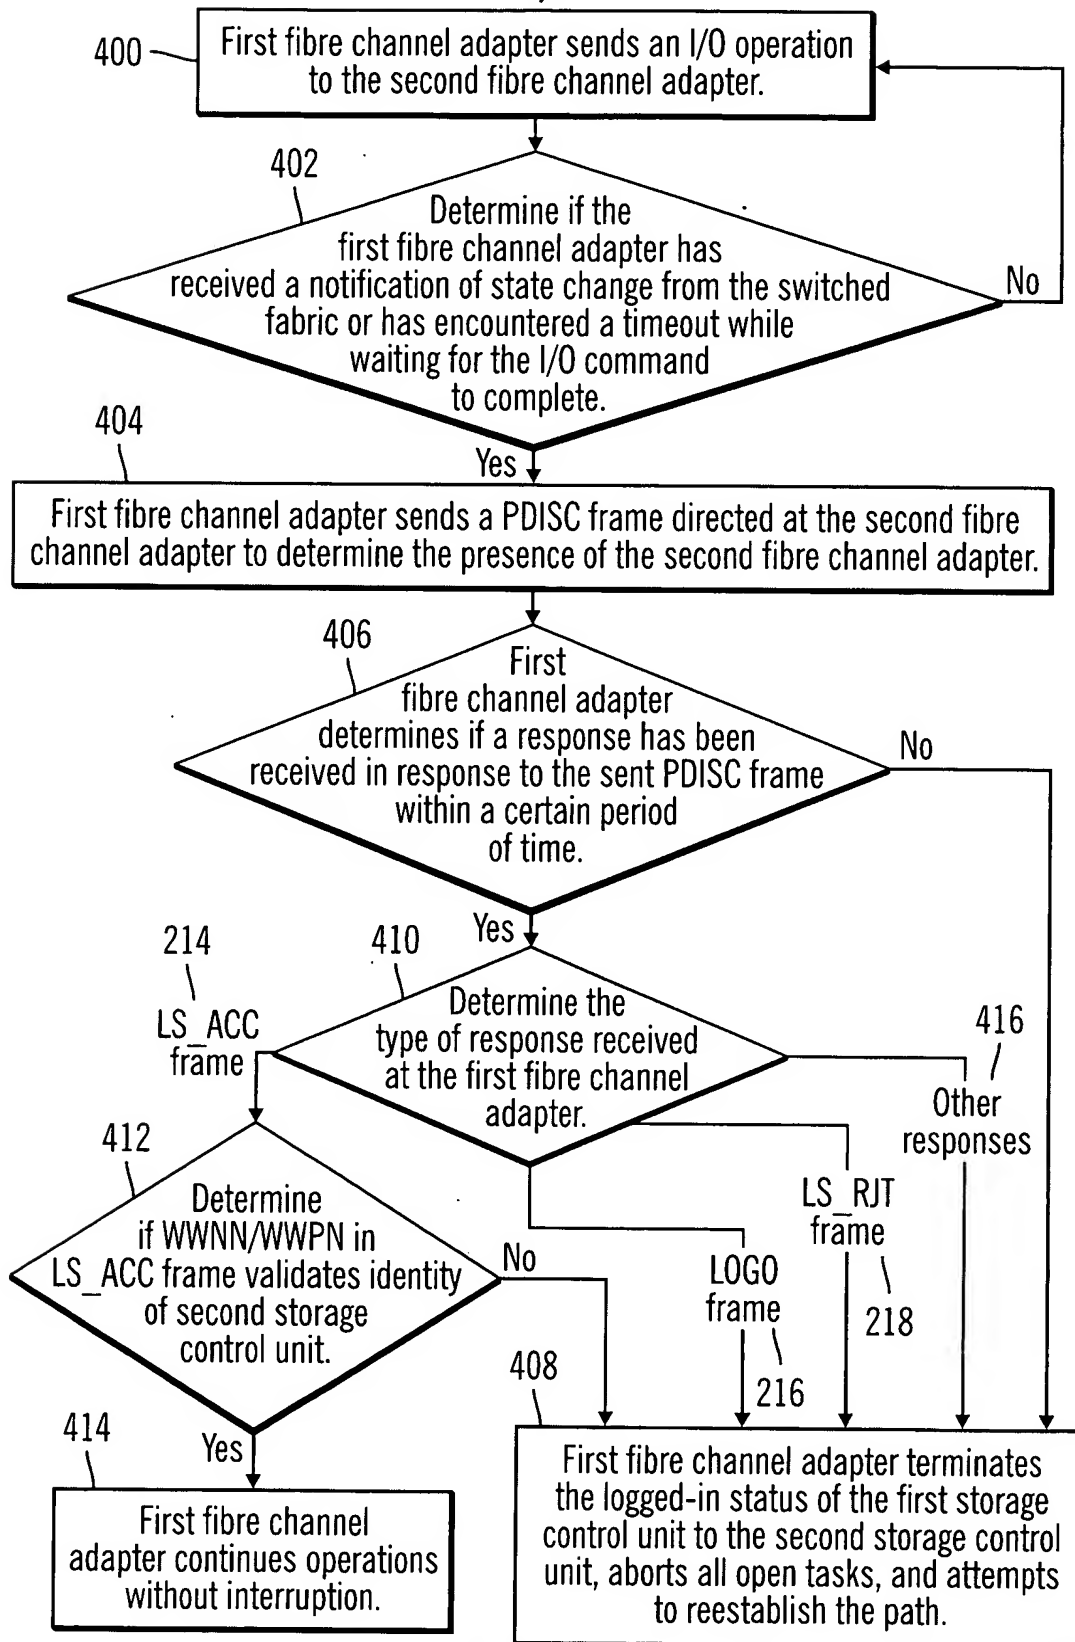 400
First fibre channel adapter sends an I/O operation
to the second fibre channel adapter.
402
Determine if the
first fibre channel adapter has
received a notification of state change from the switched
fabric or has encountered a timeout while
waiting for the I/O command
to complete.
No
404
Yes
First fibre channel adapter sends a PDISC frame directed at the second fibre
channel adapter to determine the presence of the second fibre channel adapter.
406
First
fibre channel adapter
determines if a response has been
received in response to the sent PDISC frame
within a certain period
of time.
No
Yes
214
LS_ACC
frame
410
Determine the
type of response received
at the first fibre channel
adapter.
416
Other
responses
412
Determine
if WWNN/WWPN in
LS_ACC frame validates identity
of second storage
control unit.
No
LOGO
frame
216
LS_RJT
frame
218
408
414
Yes
First fibre channel
adapter continues operations
without interruption.
First fibre channel adapter terminates
the logged-in status of the first storage
control unit to the second storage control
unit, aborts all open tasks, and attempts
to reestablish the path.